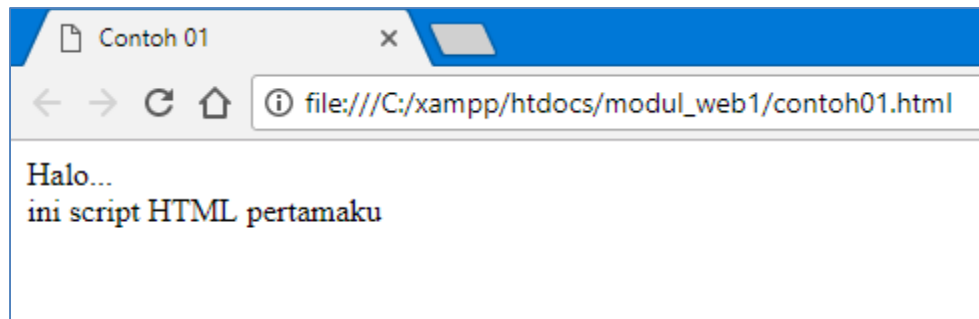 Contoh 01
file:///C:/xampp/htdocs/modul_web1/contoh01.html
Halo...
ini script HTML pertamaku